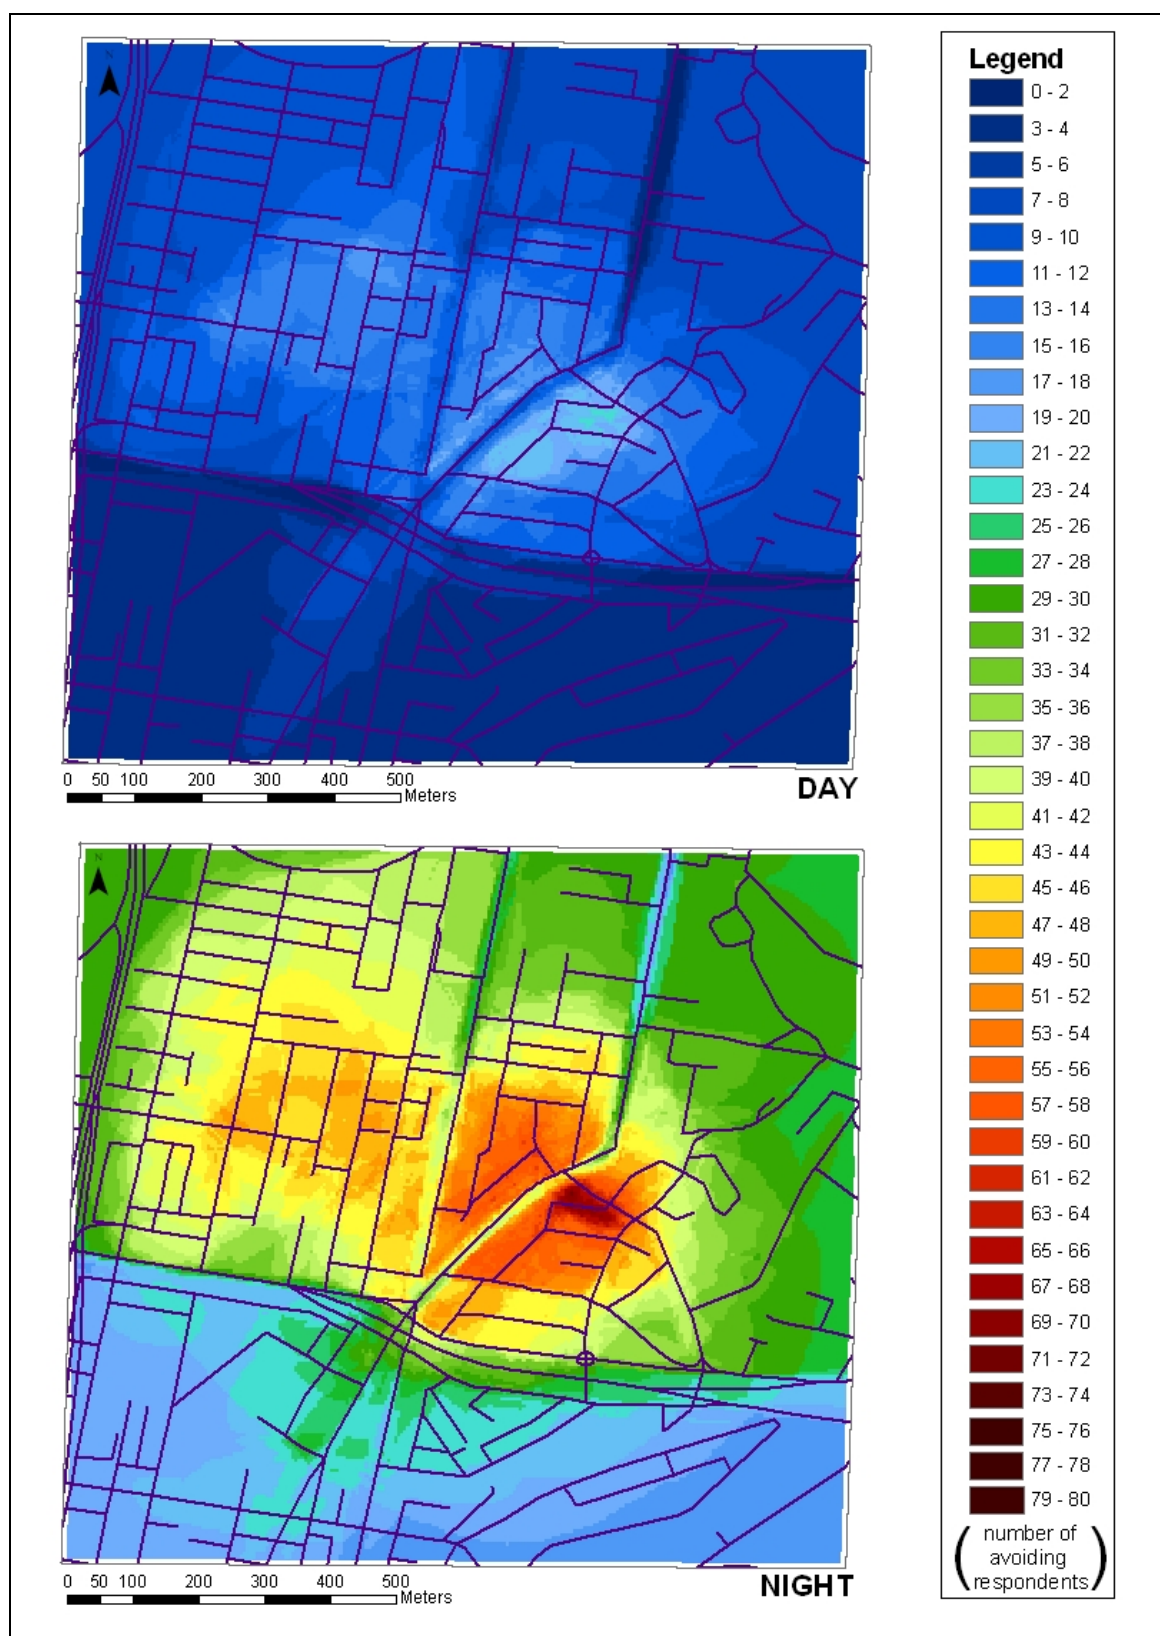 N
0 50 100 200 300 400 500
Meters
DAY
N
0 50 100 200 300 400 500
Meters
NIGHT
Legend
0 - 2
3 - 4
5 - 6
7 - 8
9 - 10
11 - 12
13 - 14
15 - 16
17 - 18
19 - 20
21 - 22
23 - 24
25 - 26
27 - 28
29 - 30
31 - 32
33 - 34
35 - 36
37 - 38
39 - 40
41 - 42
43 - 44
45 - 46
47 - 48
49 - 50
51 - 52
53 - 54
55 - 56
57 - 58
59 - 60
61 - 62
63 - 64
65 - 66
67 - 68
69 - 70
71 - 72
73 - 74
75 - 76
77 - 78
79 - 80
(number of
avoiding
respondents)